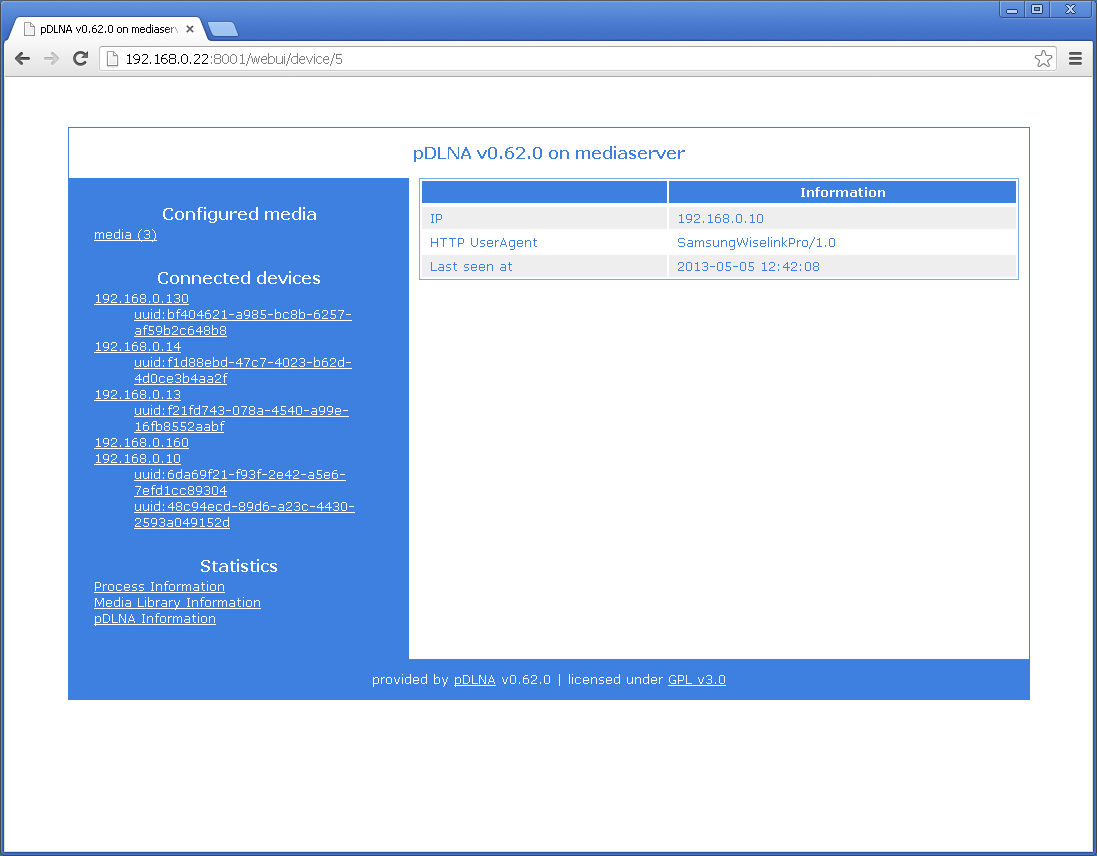 pDLNA v0.62.0 on mediaserv
192.168.0.22:8001/webui/device/5
pDLNA v0.62.0 on mediaserver
Configured media
media (3)
Connected devices
192.168.0.130
uuid:bf404621-a985-bc8b-6257-
af59b2c648b8
192.168.0.14
uuid:f1d88ebd-47c7-4023-b62d-
4d0ce3b4aa2f
192.168.0.13
uuid:f21fd743-078a-4540-a99e-
16fb8552aabf
192.168.0.160
192.168.0.10
uuid:6da69f21-f93f-2e42-a5e6-
7efd1cc89304
uuid:48c94ecd-89d6-a23c-4430-
2593a049152d
Statistics
Process Information
Media Library Information
pDLNA Information
Information
IP 192.168.0.10
HTTP UserAgent SamsungWiselinkPro/1.0
Last seen at 2013-05-05 12:42:08
provided by pDLNA v0.62.0 | licensed under GPL v3.0